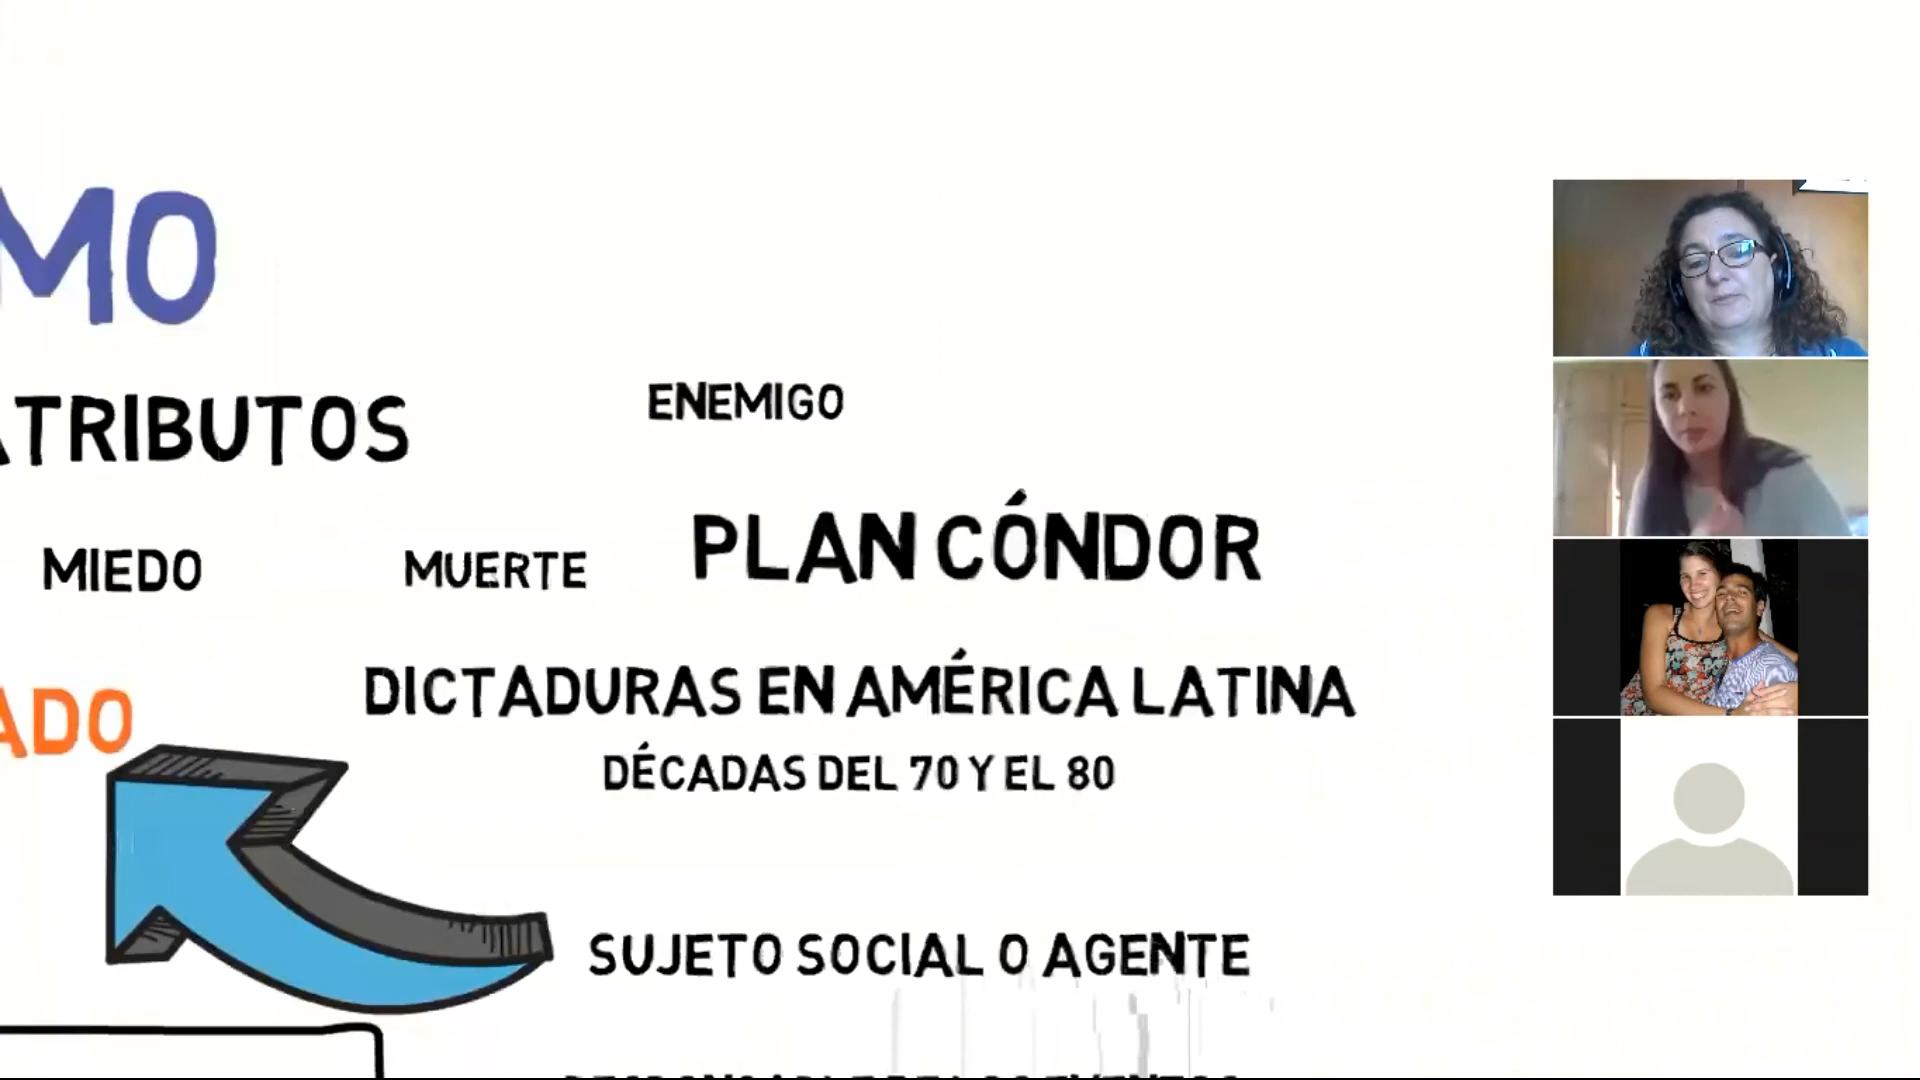 MO
ATRIBUTOS
ENEMIGO
MIEDO
MUERTE
PLAN CÓNDOR
DICTADURAS EN AMÉRICA LATINA
DÉCADAS DEL 70 Y EL 80
ADO
SUJETO SOCIAL O AGENTE